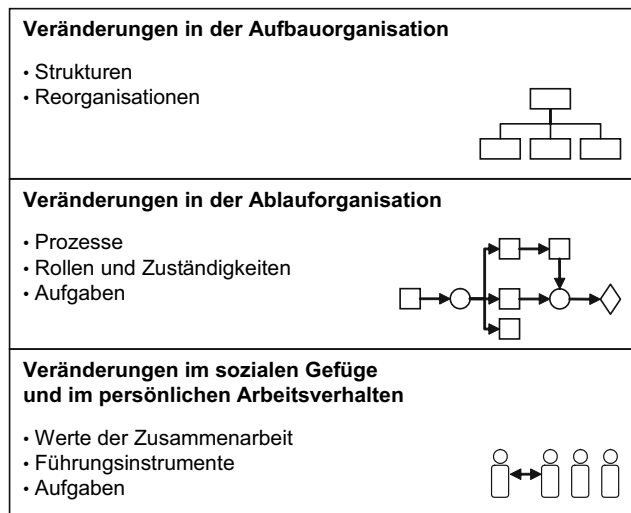 Veränderungen in der Aufbauorganisation
• Strukturen
• Reorganisationen
Veränderungen in der Ablauforganisation
• Prozesse
• Rollen und Zuständigkeiten
• Aufgaben
Veränderungen im sozialen Gefüge
und im persönlichen Arbeitsverhalten
• Werte der Zusammenarbeit
• Führungsinstrumente
• Aufgaben